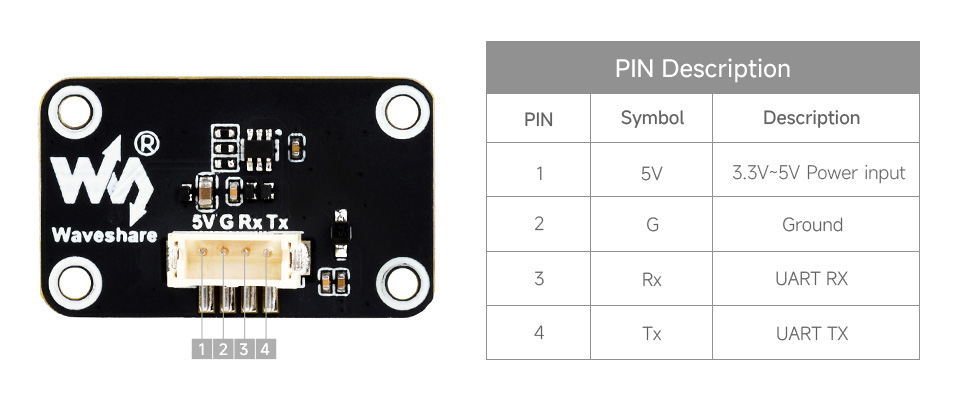 ®
Waveshare
5V G Rx Tx
1 2 3 4
PIN Description
PIN Symbol Description
1 5V 3.3V~5V Power input
2 G Ground
3 Rx UART RX
4 Tx UART TX